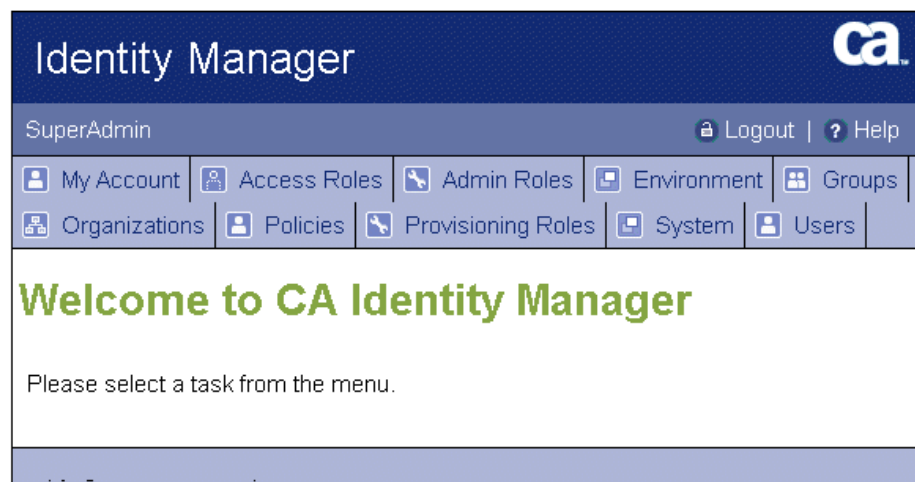 Identity Manager
ca™
SuperAdmin
Logout | ? Help
My Account Access Roles Admin Roles Environment Groups
Organizations Policies Provisioning Roles System Users
Welcome to CA Identity Manager
Please select a task from the menu.